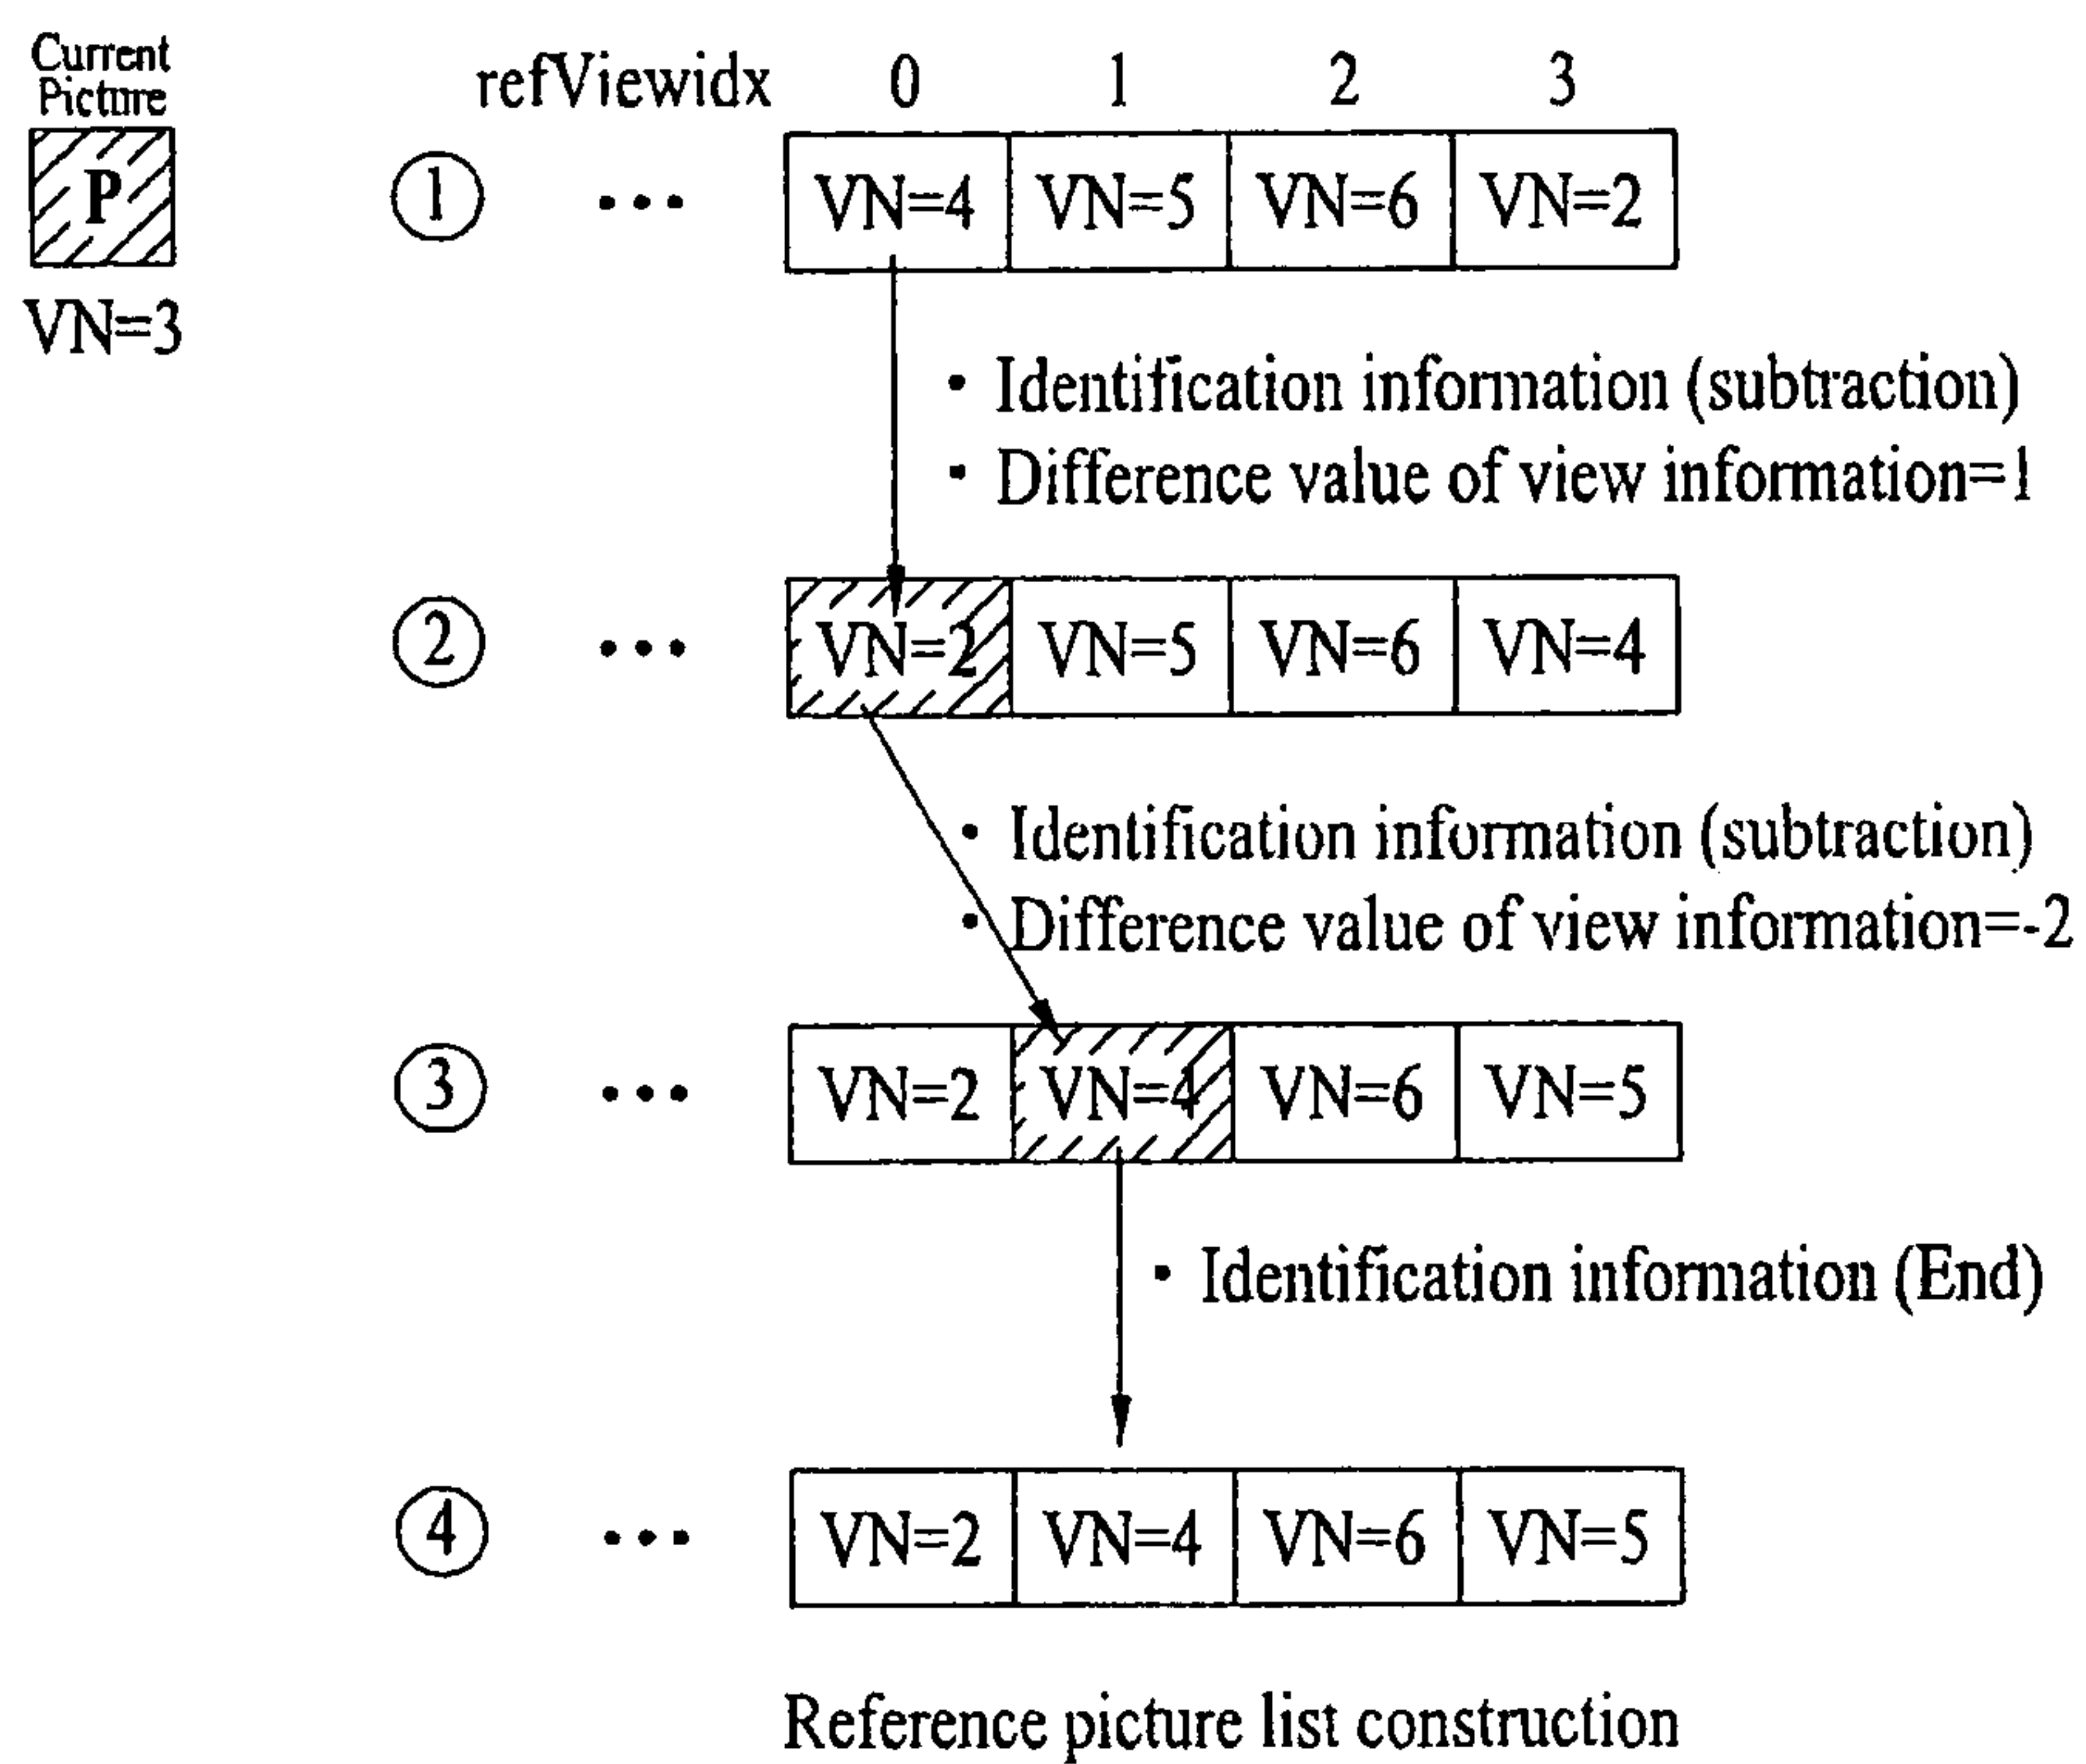 Current
Picture
P
VN=3
refViewidx 0 1 2 3
1 ••• VN=4 VN=5 VN=6 VN=2
• Identification information (subtraction)
• Difference value of view information=1
2 ••• VN=2 VN=5 VN=6 VN=4
• Identification information (subtraction)
• Difference value of view information=-2
3 ••• VN=2 VN=4 VN=6 VN=5
• Identification information (End)
4 ••• VN=2 VN=4 VN=6 VN=5
Reference picture list construction